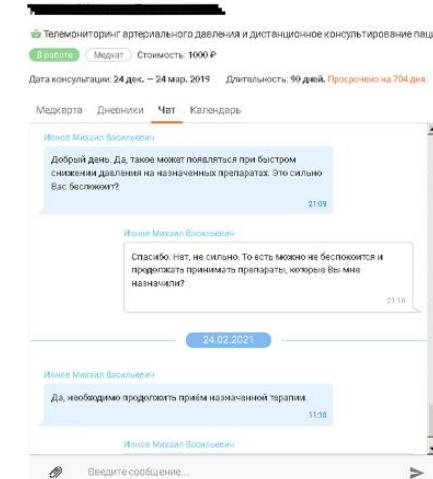 Телемониторинг артериального давления и дистанционное консультирование пац
В работе Медчат Стоимость: 1000 ₽
Дата консультации: 24 дек. – 24 мар. 2019 Длительность: 90 дней. Просрочено на 704 дня.
Медкарта Дневники Чат Календарь
Ионов Михаил Васильевич
Добрый день. Да, такое может появляться при быстром
снижении давления на назначенных препаратах. Это сильно
Вас беспокоит?
21:09
Ионов Михаил Васильевич
Спасибо. Нет, не сильно. То есть можно не беспокоится и
продолжать принимать препараты, которые Вы мне
назначили?
21:10
24.02.2021
Ионов Михаил Васильевич
Да, необходимо продолжить приём назначенной терапии.
11:30
Ионов Михаил Васильевич
Введите сообщение...